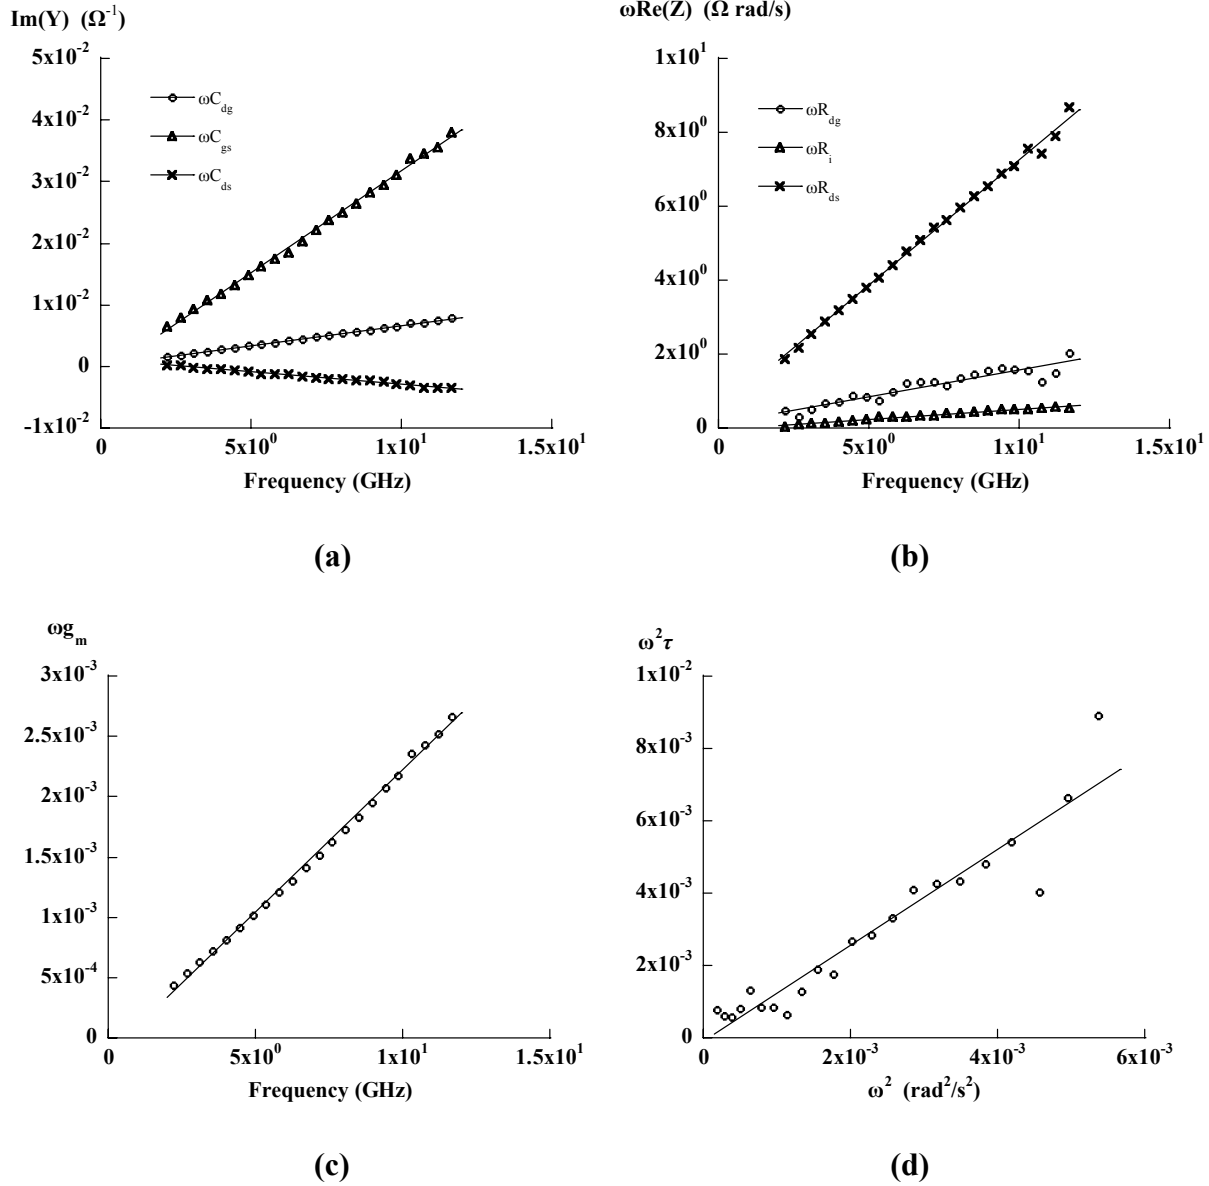 Im(Y) (Ω⁻¹)
5x10⁻²
4x10⁻²
3x10⁻²
2x10⁻²
1x10⁻²
0
-1x10⁻²
ωC_dg
ωC_gs
ωC_ds
0
5x10⁰
1x10¹
1.5x10¹
Frequency (GHz)
(a)
ωRe(Z) (Ω rad/s)
1x10¹
8x10⁰
6x10⁰
4x10⁰
2x10⁰
0
ωR_dg
ωR_i
ωR_ds
0
5x10⁰
1x10¹
1.5x10¹
Frequency (GHz)
(b)
ωg_m
3x10⁻³
2.5x10⁻³
2x10⁻³
1.5x10⁻³
1x10⁻³
5x10⁻⁴
0
0
5x10⁰
1x10¹
1.5x10¹
Frequency (GHz)
(c)
ω²τ
1x10⁻²
8x10⁻³
6x10⁻³
4x10⁻³
2x10⁻³
0
0
2x10⁻³
4x10⁻³
6x10⁻³
ω² (rad²/s²)
(d)